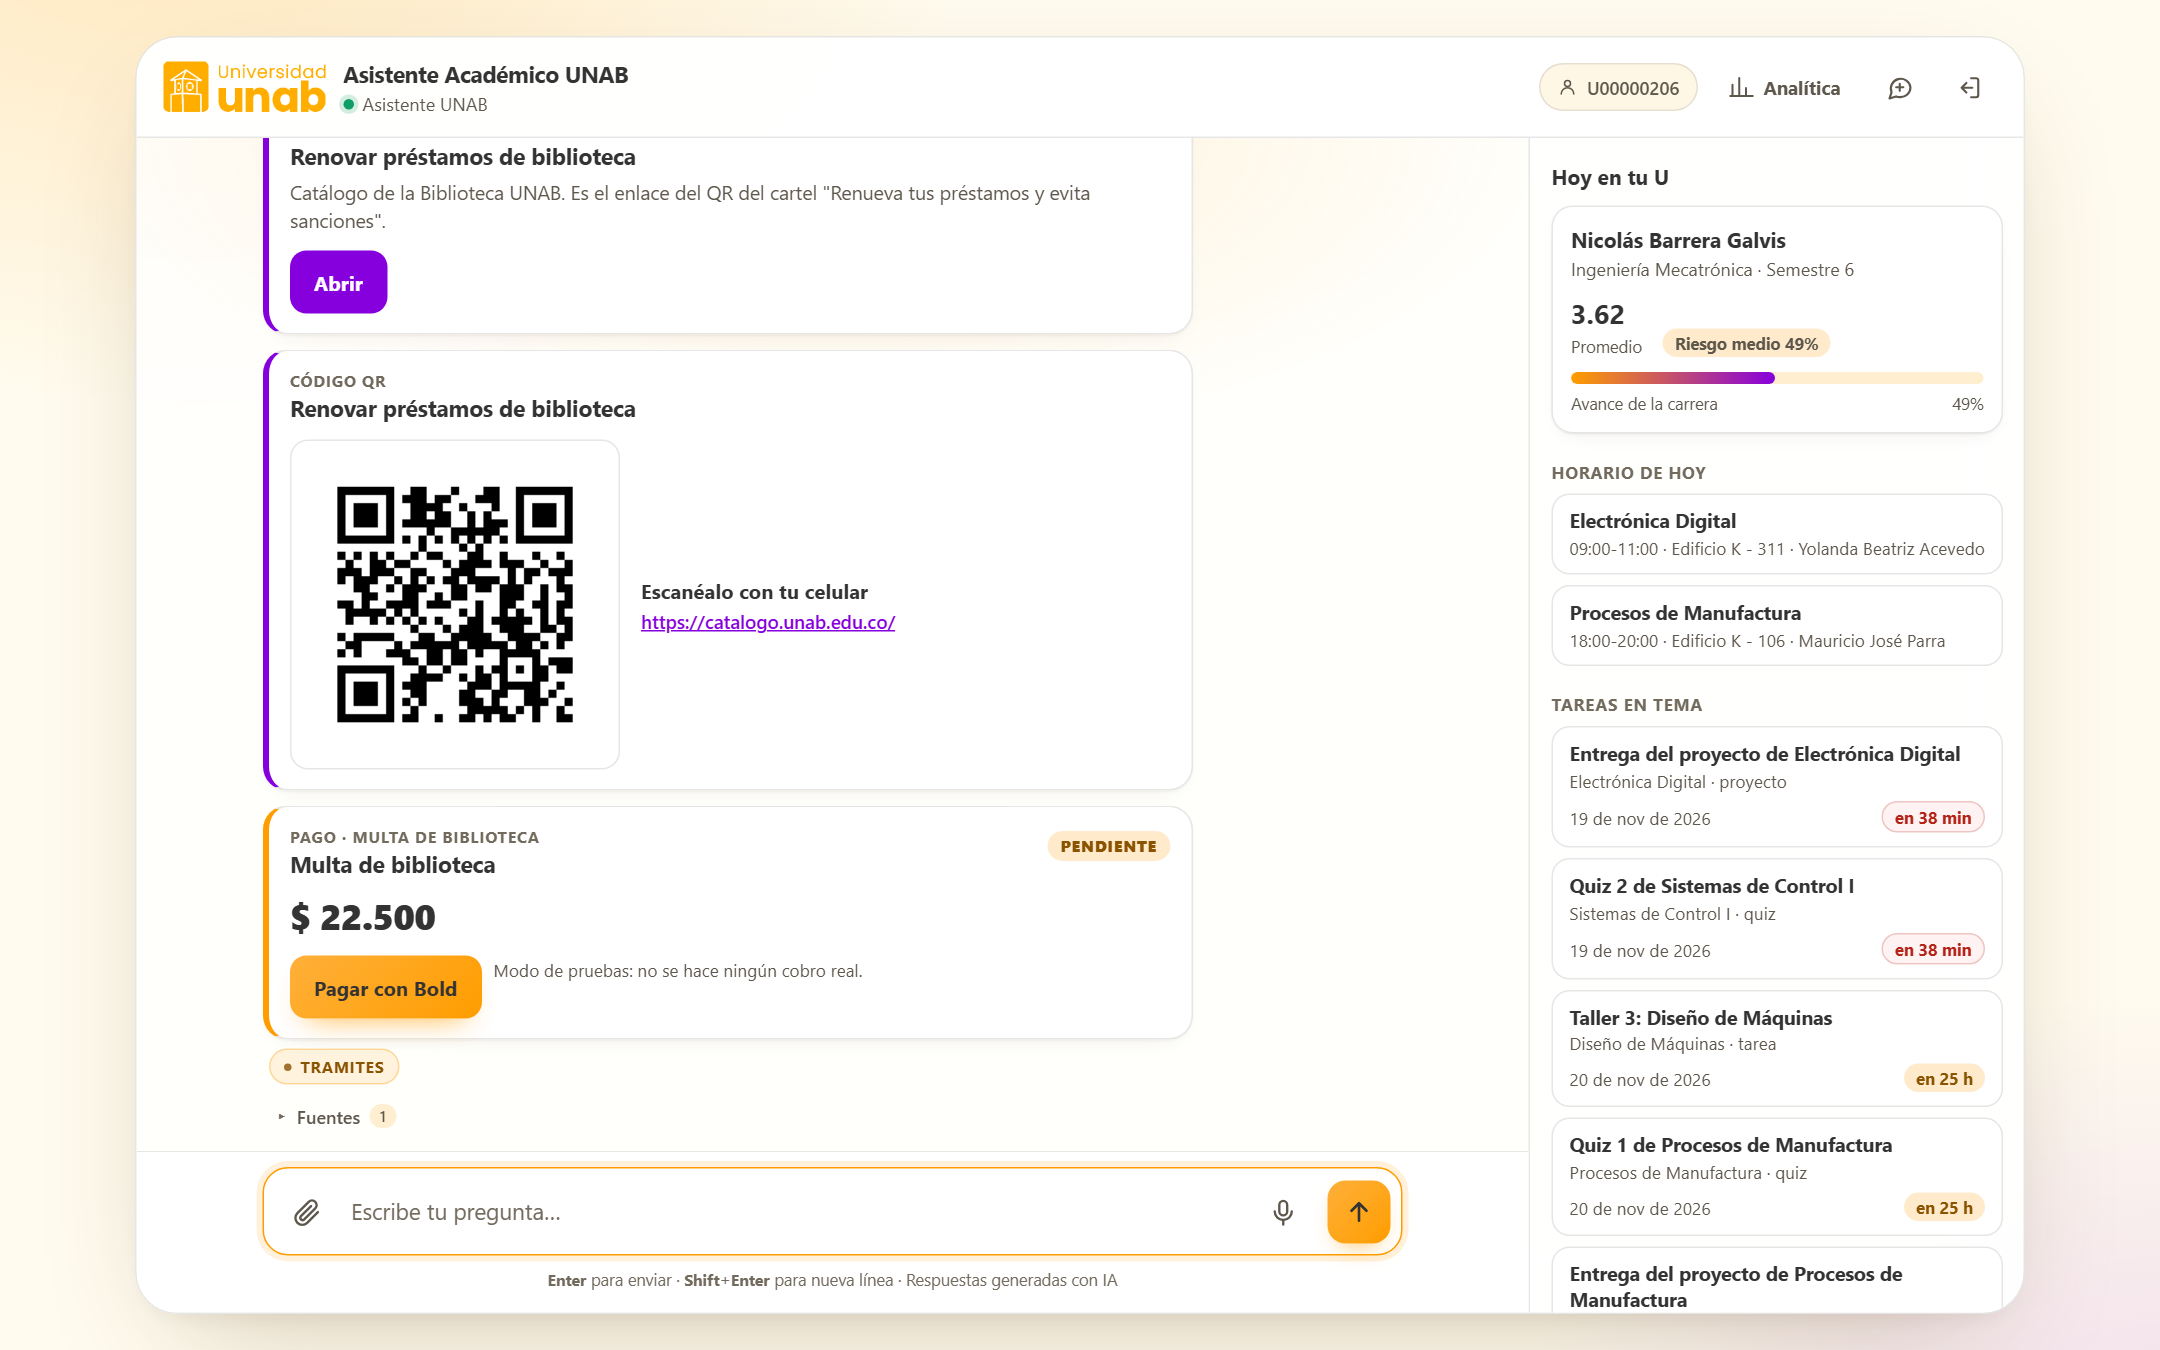 Universidad
unab
Asistente Académico UNAB
Asistente UNAB
U00000206
Analítica
Renovar préstamos de biblioteca
Catálogo de la Biblioteca UNAB. Es el enlace del QR del cartel "Renueva tus préstamos y evita
sanciones".
Abrir
CÓDIGO QR
Renovar préstamos de biblioteca
Escanéalo con tu celular
https://catalogo.unab.edu.co/
PAGO · MULTA DE BIBLIOTECA
PENDIENTE
Multa de biblioteca
$ 22.500
Pagar con Bold
Modo de pruebas: no se hace ningún cobro real.
TRAMITES
Fuentes 1
Escribe tu pregunta...
Enter para enviar · Shift+Enter para nueva línea · Respuestas generadas con IA
Hoy en tu U
Nicolás Barrera Galvis
Ingeniería Mecatrónica · Semestre 6
3.62
Promedio
Riesgo medio 49%
Avance de la carrera 49%
HORARIO DE HOY
Electrónica Digital
09:00-11:00 · Edificio K - 311 · Yolanda Beatriz Acevedo
Procesos de Manufactura
18:00-20:00 · Edificio K - 106 · Mauricio José Parra
TAREAS EN TEMA
Entrega del proyecto de Electrónica Digital
Electrónica Digital · proyecto
19 de nov de 2026 en 38 min
Quiz 2 de Sistemas de Control I
Sistemas de Control I · quiz
19 de nov de 2026 en 38 min
Taller 3: Diseño de Máquinas
Diseño de Máquinas · tarea
20 de nov de 2026 en 25 h
Quiz 1 de Procesos de Manufactura
Procesos de Manufactura · quiz
20 de nov de 2026 en 25 h
Entrega del proyecto de Procesos de
Manufactura